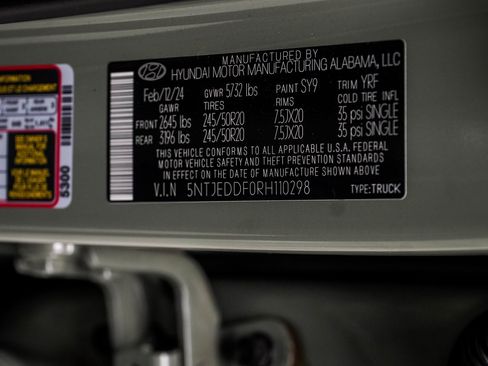 MANUFACTURED BY
HYUNDAI MOTOR MANUFACTURING ALABAMA, LLC
Feb/12/24 GVWR 5732 lbs PAINT SY9 TRIM YRF
GAWR TIRES RIMS COLD TIRE INFL
FRONT 2645 lbs 245/50R20 7.5JX20 35 psi SINGLE
REAR 3196 lbs 245/50R20 7.5JX20 35 psi SINGLE
THIS VEHICLE CONFORMS TO ALL APPLICABLE U.S.A. FEDERAL
MOTOR VEHICLE SAFETY AND THEFT PREVENTION STANDARDS
IN EFFECT ON THE DATE OF MANUFACTURE SHOWN ABOVE
V.I.N 5NTJEDDF0RH110298 TYPE:TRUCK
5300